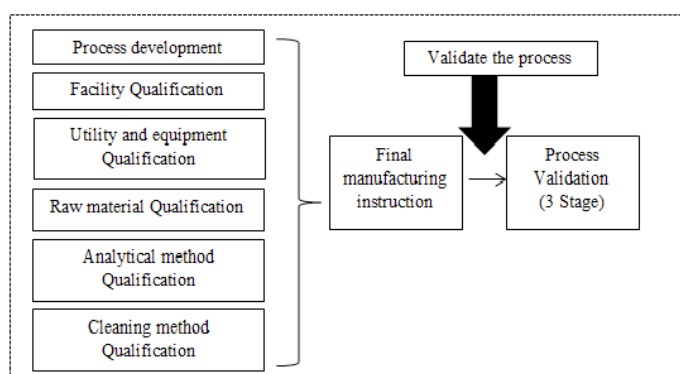 Process development
Facility Qualification
Utility and equipment
Qualification
Raw material Qualification
Analytical method
Qualification
Cleaning method
Qualification
Validate the process
Final
manufacturing
instruction
Process
Validation
(3 Stage)